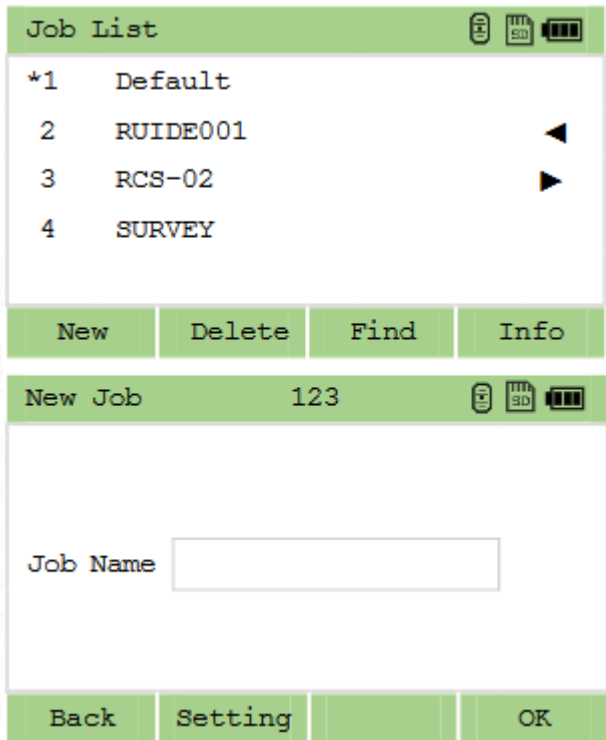 Job List
*1 Default
2 RUIDE001
3 RCS-02
4 SURVEY
New Delete Find Info
New Job 123
Job Name
Back Setting OK